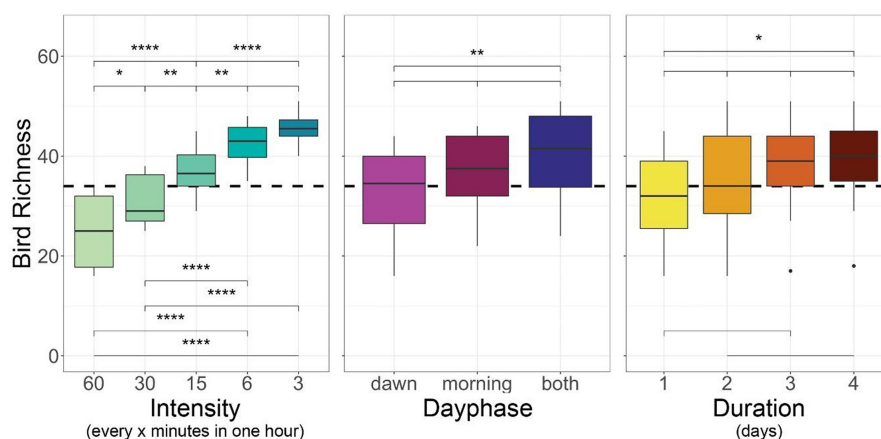 Bird Richness
60
40
20
0
**** ****
* ** ** *
****
****
****
****
60 30 15 6 3
Intensity
(every x minutes in one hour)
**
dawn morning both
Dayphase
*
1 2 3 4
Duration
(days)